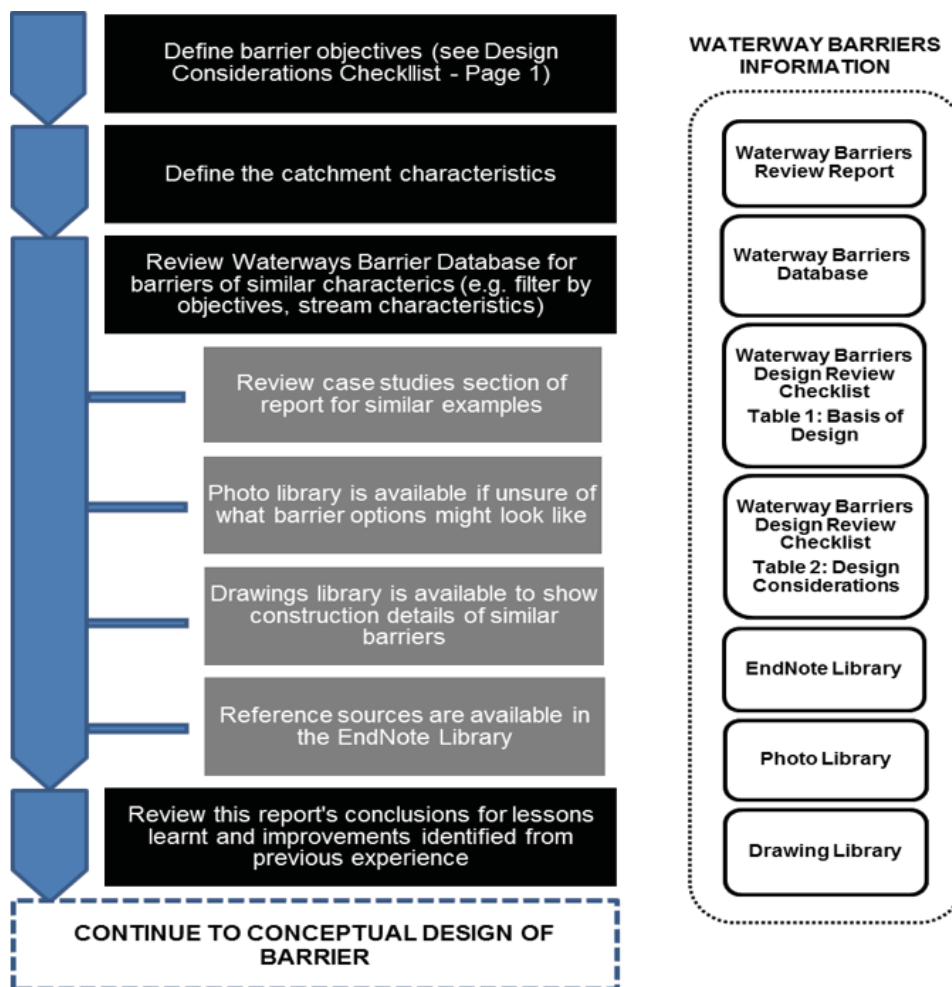 Define barrier objectives (see Design
Considerations Checkllist - Page 1)
Define the catchment characteristics
Review Waterways Barrier Database for
barriers of similar characterics (e.g. filter by
objectives, stream characteristics)
Review case studies section of
report for similar examples
Photo library is available if unsure of
what barrier options might look like
Drawings library is available to show
construction details of similar
barriers
Reference sources are available in
the EndNote Library
Review this report's conclusions for lessons
learnt and improvements identified from
previous experience
CONTINUE TO CONCEPTUAL DESIGN OF
BARRIER
WATERWAY BARRIERS
INFORMATION
Waterway Barriers
Review Report
Waterway Barriers
Database
Waterway Barriers
Design Review
Checklist
Table 1: Basis of
Design
Waterway Barriers
Design Review
Checklist
Table 2: Design
Considerations
EndNote Library
Photo Library
Drawing Library